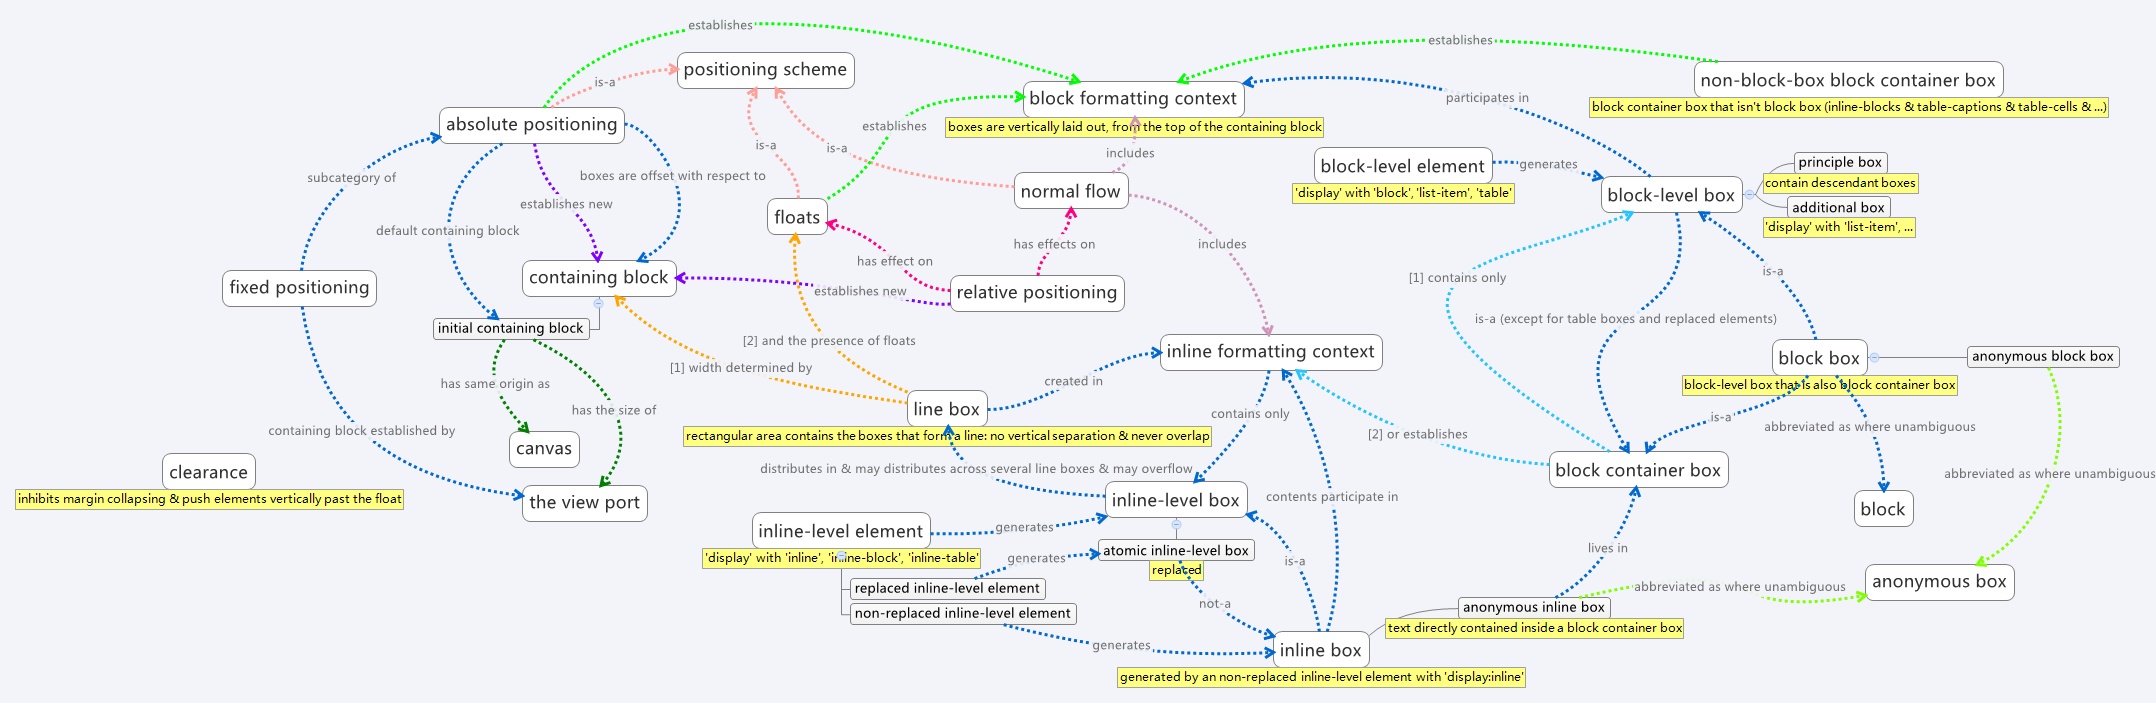 establishes
establishes
positioning scheme
is-a
non-block-box block container box
block container box that isn't block box (inline-blocks & table-captions & table-cells & ...)
block formatting context
boxes are vertically laid out, from the top of the containing block
participates in
absolute positioning
establishes
is-a
is-a
includes
block-level element
'display' with 'block', 'list-item', 'table'
generates
principle box
contain descendant boxes
block-level box
additional box
'display' with 'list-item', ...
subcategory of
boxes are offset with respect to
establishes new
normal flow
floats
default containing block
has effects on
includes
has effect on
is-a
[1] contains only
fixed positioning
containing block
establishes new
relative positioning
initial containing block
is-a (except for table boxes and replaced elements)
[2] and the presence of floats
inline formatting context
block box
block-level box that is also block container box
anonymous block box
[1] width determined by
created in
has same origin as
has the size of
line box
rectangular area contains the boxes that form a line: no vertical separation & never overlap
contains only
is-a
abbreviated as where unambiguous
containing block established by
[2] or establishes
canvas
clearance
inhibits margin collapsing & push elements vertically past the float
distributes in & may distributes across several line boxes & may overflow
block container box
abbreviated as where unambiguous
the view port
inline-level box
contents participate in
block
inline-level element
'display' with 'inline', 'inline-block', 'inline-table'
generates
generates
atomic inline-level box
replaced
is-a
lives in
replaced inline-level element
non-replaced inline-level element
not-a
anonymous inline box
text directly contained inside a block container box
abbreviated as where unambiguous
anonymous box
generates
inline box
generated by an non-replaced inline-level element with 'display:inline'